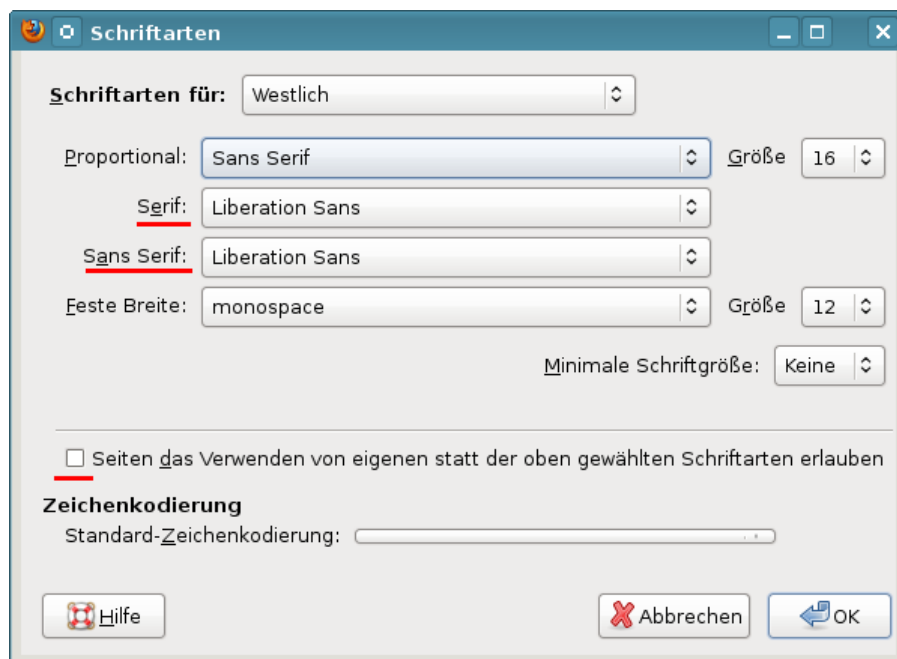 Schriftarten
Schriftarten für: Westlich
Proportional: Sans Serif Größe 16
Serif: Liberation Sans
Sans Serif: Liberation Sans
Feste Breite: monospace Größe 12
Minimale Schriftgröße: Keine
Seiten das Verwenden von eigenen statt der oben gewählten Schriftarten erlauben
Zeichenkodierung
Standard-Zeichenkodierung:
Hilfe Abbrechen OK